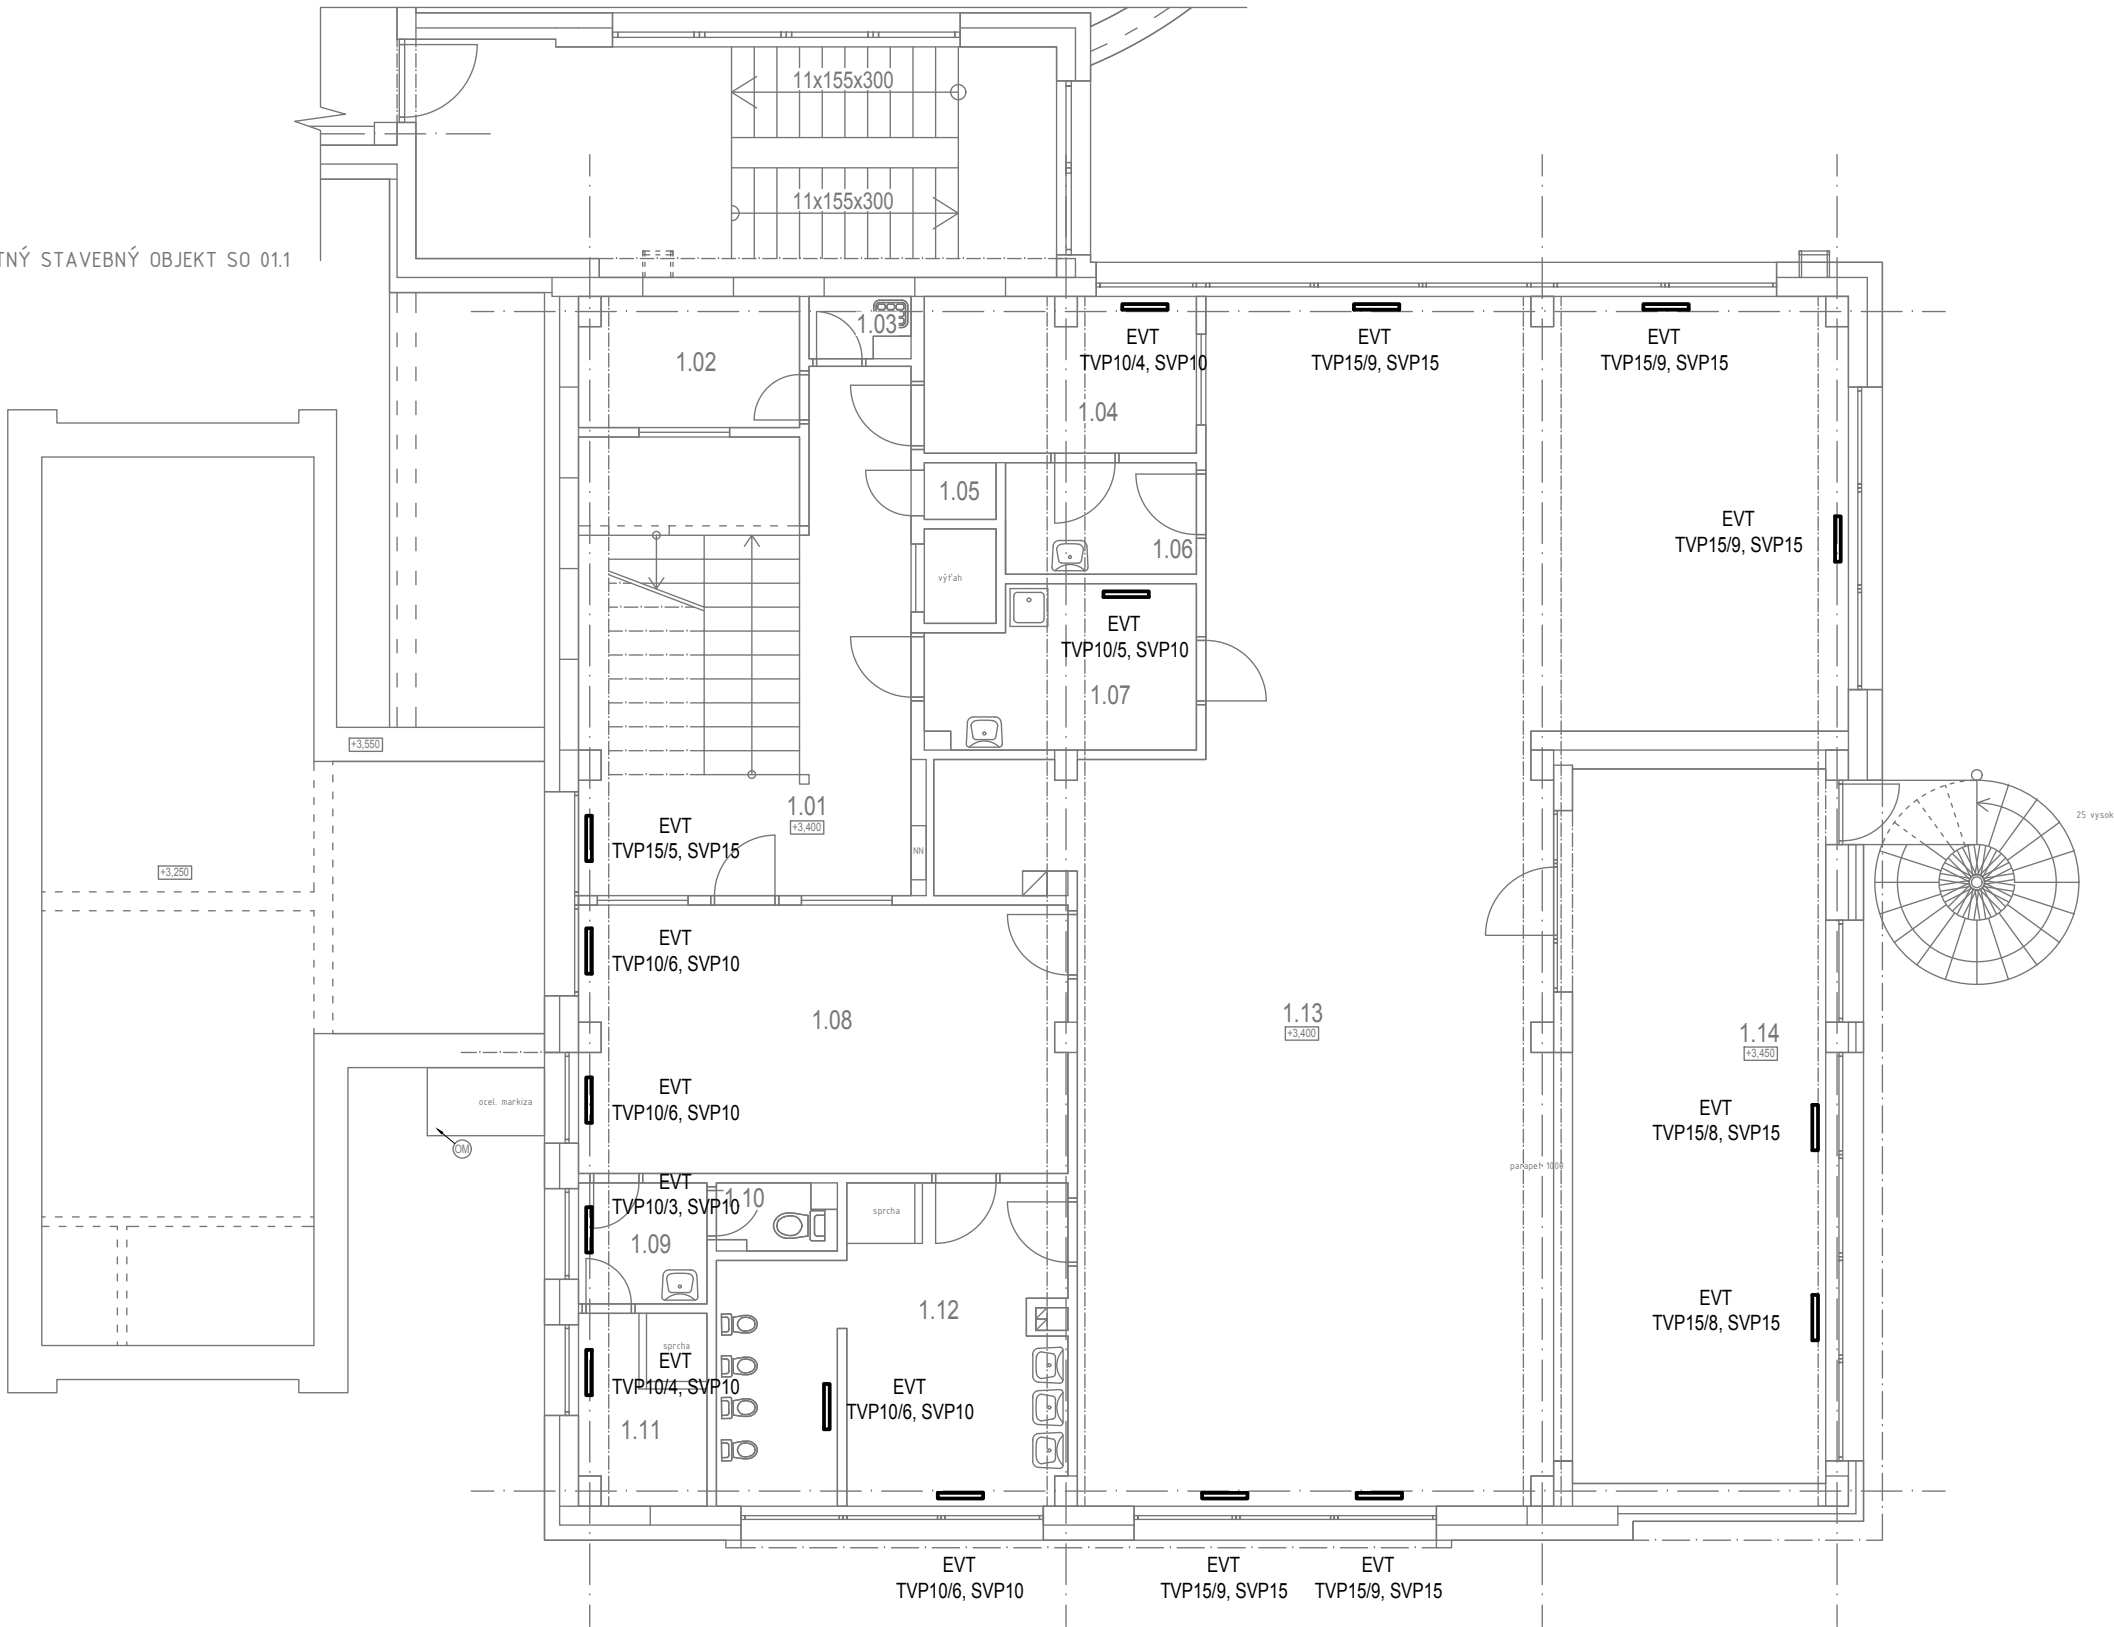 11x155x300
11x155x300
TNÝ STAVEBNÝ OBJEKT SO 01.1
1.03
EVT
TVP10/4, SVP10
EVT
TVP15/9, SVP15
EVT
TVP15/9, SVP15
1.02
1.04
1.05
EVT
TVP15/9, SVP15
1.06
výťah
EVT
TVP10/5, SVP10
1.07
+3,550
1.01
+3,400
EVT
TVP15/5, SVP15
25 vysok
NN
+3,250
EVT
TVP10/6, SVP10
1.08
1.13
+3,400
1.14
+3,450
EVT
TVP10/6, SVP10
ocel. markíza
OM
EVT
TVP15/8, SVP15
parapet 1000
EVT
TVP10/3, SVP10
1.10
sprcha
1.09
1.12
EVT
TVP15/8, SVP15
sprcha
EVT
TVP10/4, SVP10
EVT
TVP10/6, SVP10
1.11
EVT
TVP10/6, SVP10
EVT
TVP15/9, SVP15
EVT
TVP15/9, SVP15